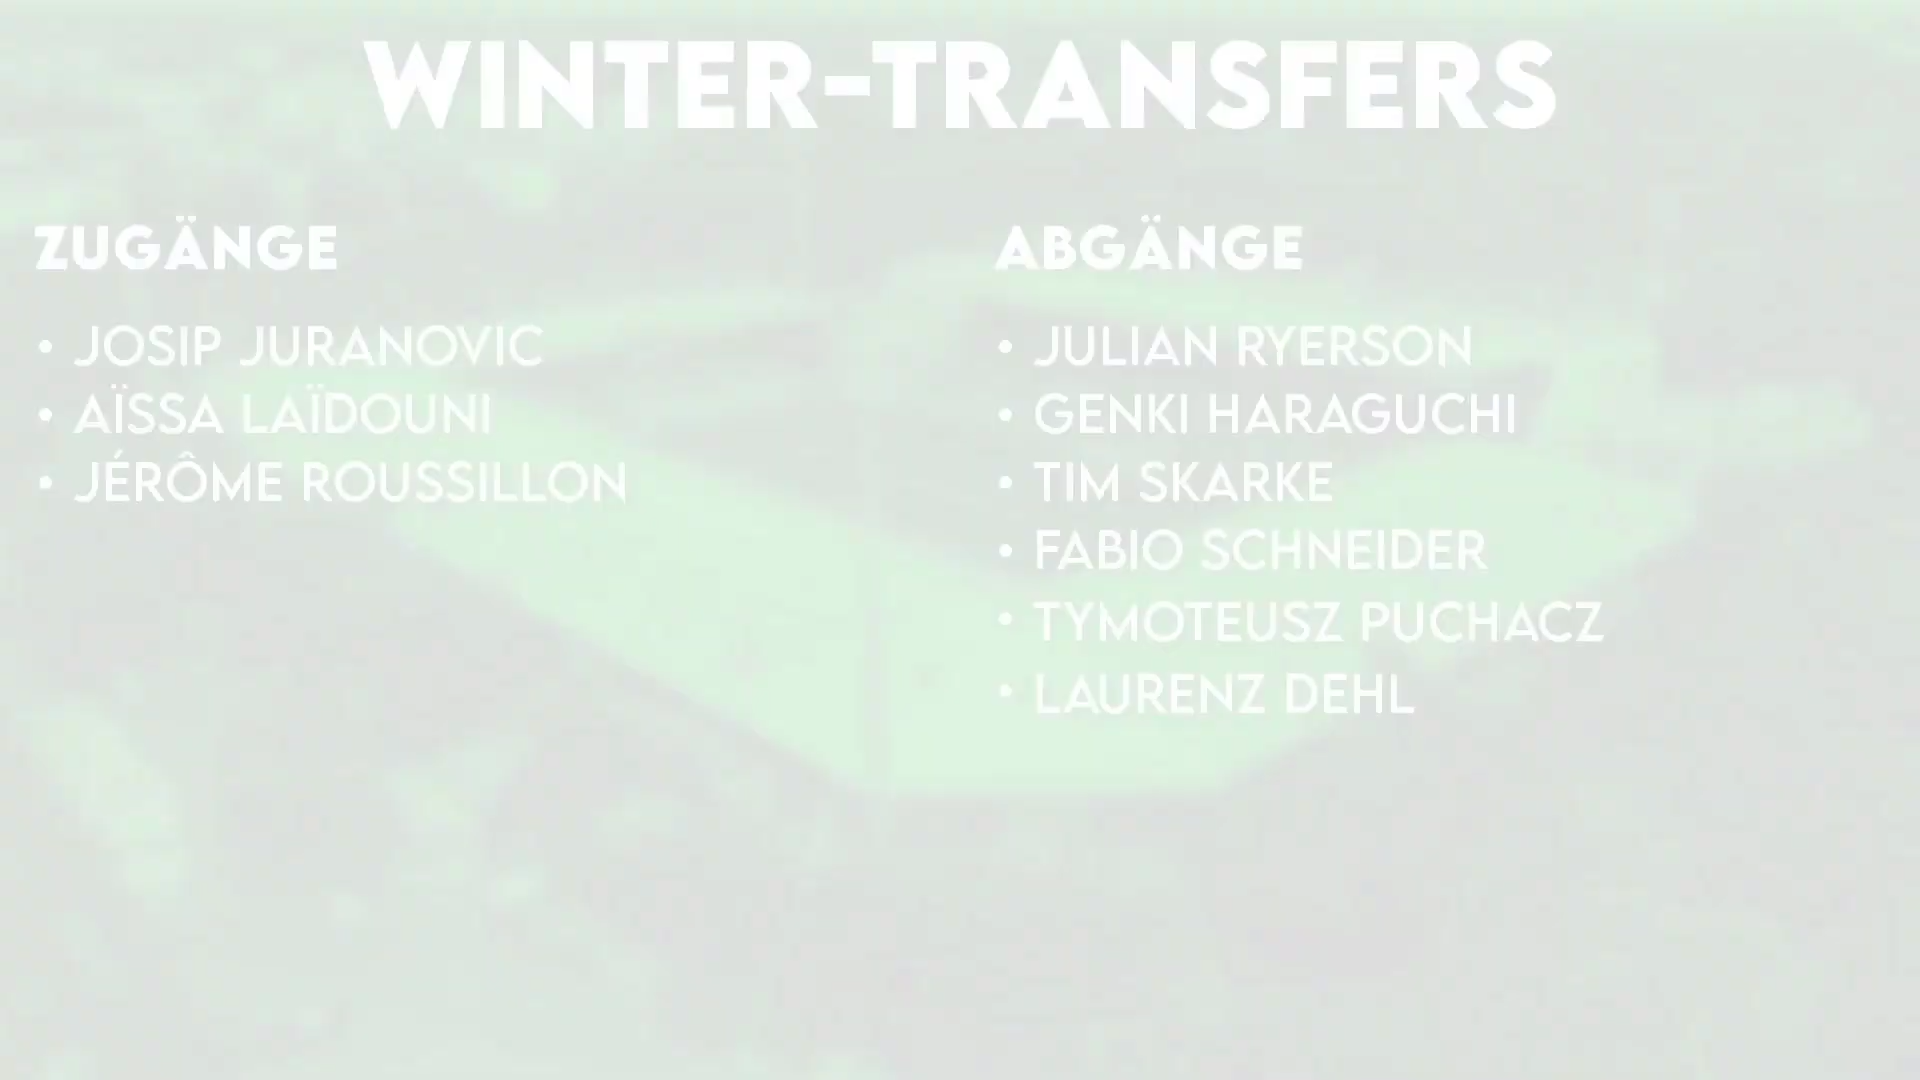 WINTER-TRANSFERS
ZUGÄNGE
• JOSIP JURANOVIC
• AÏSSA LAÏDOUNI
• JÉRÔME ROUSSILLON
ABGÄNGE
• JULIAN RYERSON
• GENKI HARAGUCHI
• TIM SKARKE
• FABIO SCHNEIDER
• TYMOTEUSZ PUCHACZ
• LAURENZ DEHL